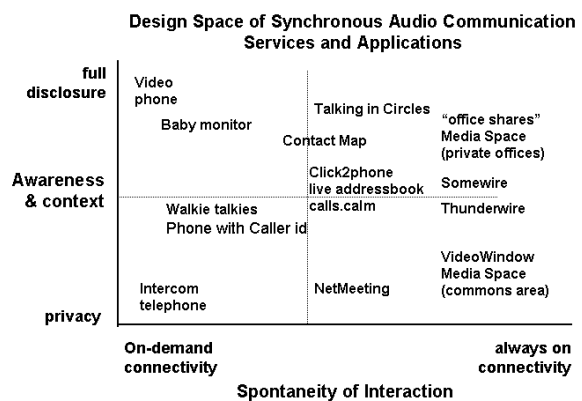 Design Space of Synchronous Audio Communication
Services and Applications
full
disclosure
Video
phone
Baby monitor
Talking in Circles
Contact Map
"office shares"
Media Space
(private offices)
Awareness
& context
Click2phone
live addressbook
calls.calm
Somewire
Thunderwire
Walkie talkies
Phone with Caller id
VideoWindow
Media Space
(commons area)
Intercom
telephone
NetMeeting
privacy
On-demand
connectivity
always on
connectivity
Spontaneity of Interaction